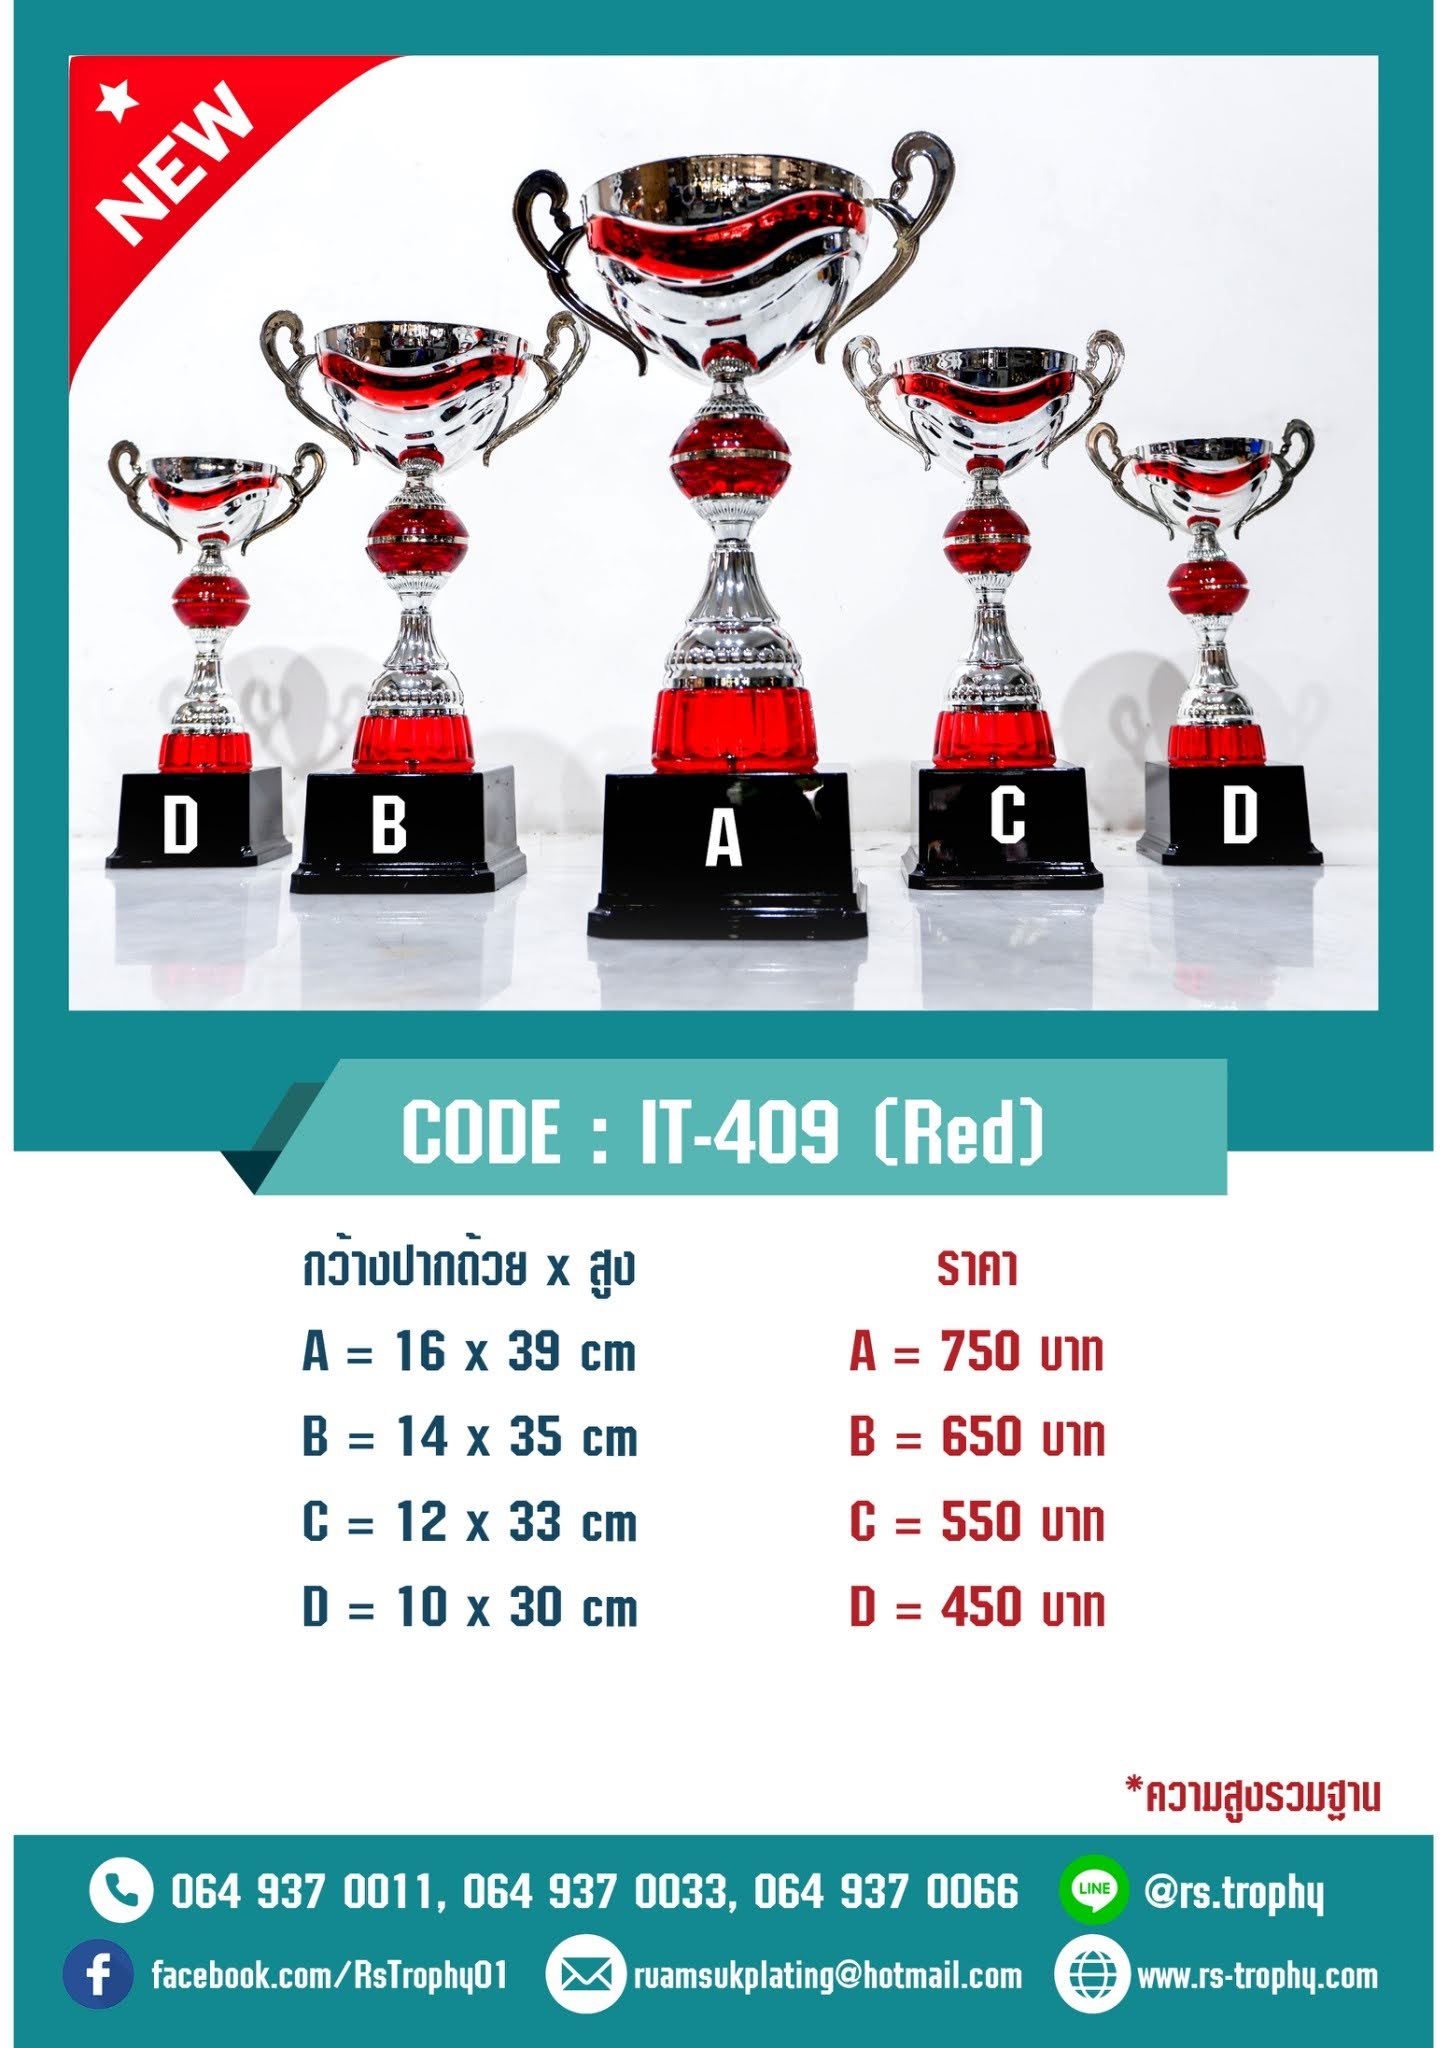 NEW
D B A C D
CODE : IT-409 (Red)
กว้างปากถ้วย x สูง ราคา
A = 16 x 39 cm A = 750 บาท
B = 14 x 35 cm B = 650 บาท
C = 12 x 33 cm C = 550 บาท
D = 10 x 30 cm D = 450 บาท
*ความสูงรวมฐาน
064 937 0011, 064 937 0033, 064 937 0066 LINE @rs.trophy
f facebook.com/RsTrophy01 ruamsukplating@hotmail.com www.rs-trophy.com